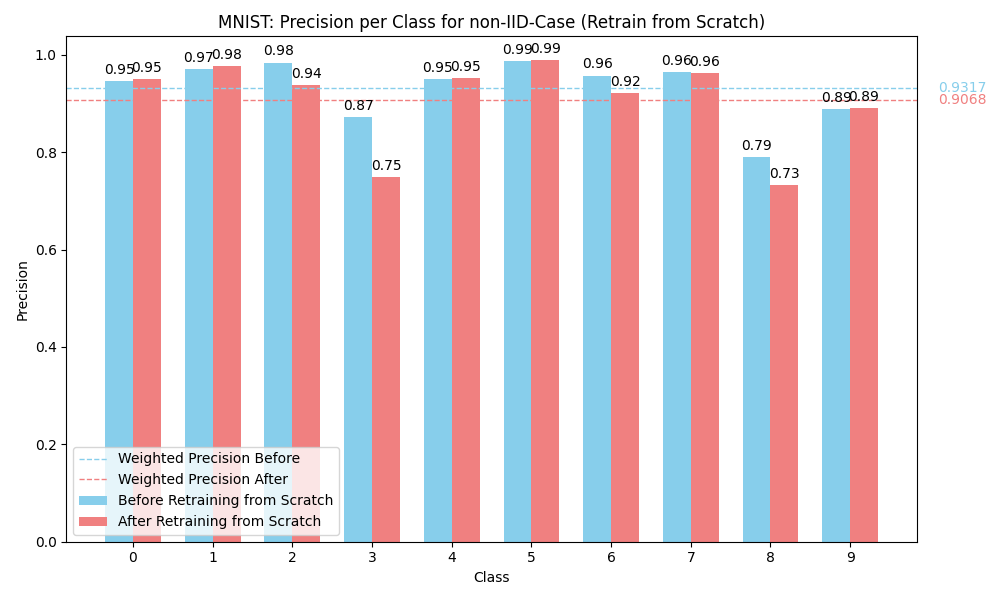 MNIST: Precision per Class for non-IID-Case (Retrain from Scratch)
Precision
1.0
0.8
0.6
0.4
0.2
0.0
0.95 0.95
0.97 0.98
0.98 0.94
0.87 0.75
0.95 0.95
0.99 0.99
0.96 0.92
0.96 0.96
0.79 0.73
0.89 0.89
0.9317
0.9068
Weighted Precision Before
Weighted Precision After
Before Retraining from Scratch
After Retraining from Scratch
0 1 2 3 4 5 6 7 8 9
Class